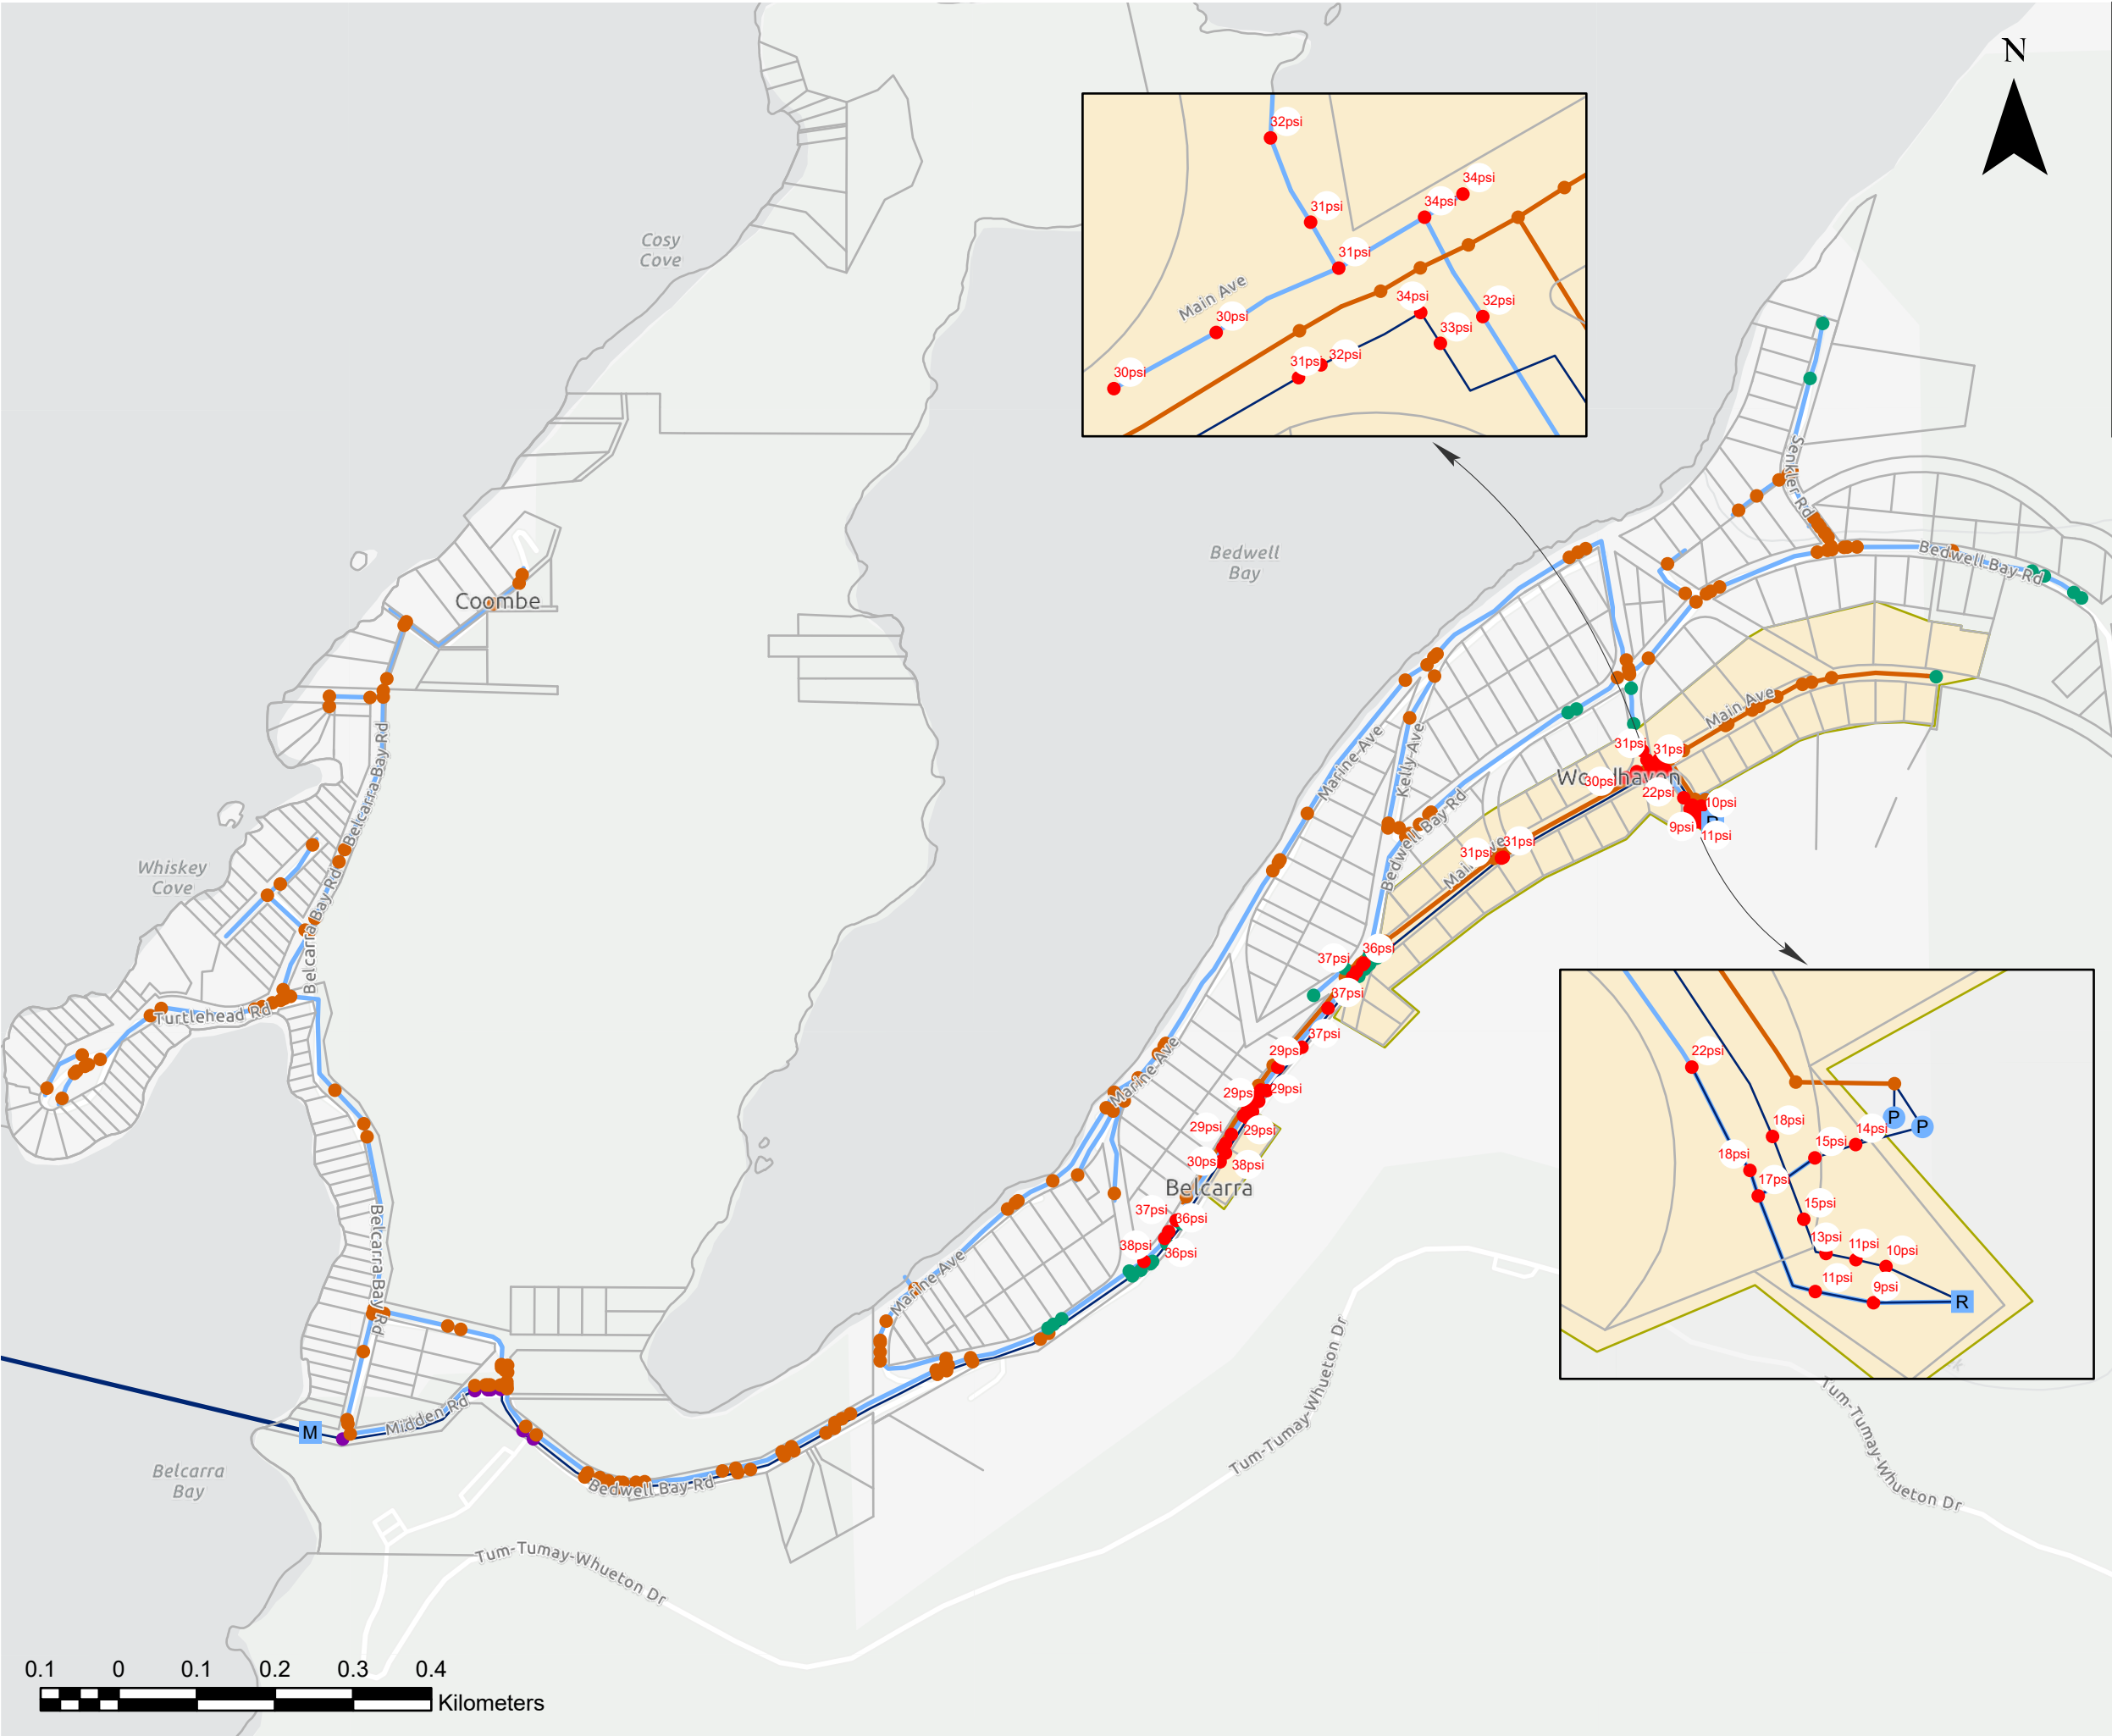 N
Cosy
Cove
32psi
34psi
34psi
31psi
31psi
Main Ave
34psi
32psi
30psi
33psi
31psi
32psi
30psi
Senkler Rd
Bedwell
Bay
Bedwell Bay Rd
Coombe
Main Ave
Belcarra Bay Rd
Marine Ave
Kelly Ave
31psi
31psi
30psi
22psi
10psi
9psi
11psi
Bedwell Bay Rd
31psi
31psi
Whiskey
Cove
Belcarra Bay Rd
37psi
36psi
37psi
37psi
Turtlehead Rd
29psi
Marine Ave
29psi
29psi
29psi
29psi
30psi
38psi
Belcarra
37psi
36psi
38psi
36psi
22psi
P
P
18psi
15psi
14psi
18psi
17psi
15psi
13psi
11psi
10psi
11psi
9psi
R
Belcarra Bay Rd
Marine Ave
M
Midden Rd
Bedwell Bay Rd
Belcarra
Bay
Tum-Tumay-Whueton Dr
Tum-Tumay-Whueton Dr
Tum-Tumay-Whueton Dr
0.1 0 0.1 0.2 0.3 0.4
Kilometers